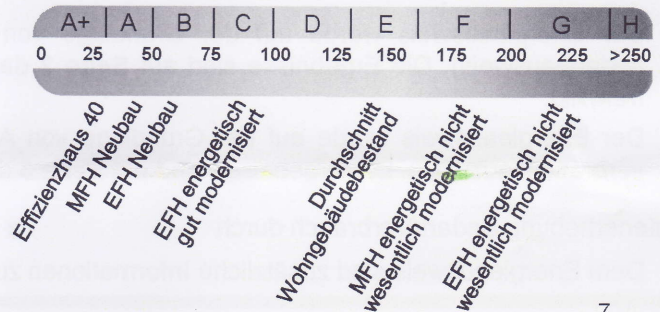 A+ A B C D E F G H
0 25 50 75 100 125 150 175 200 225 >250
Effizienzhaus 40
MFH Neubau
EFH Neubau
EFH energetisch
gut modernisiert
Durchschnitt
Wohngebäudebestand
MFH energetisch nicht
wesentlich modernisiert
EFH energetisch nicht
wesentlich modernisiert
7